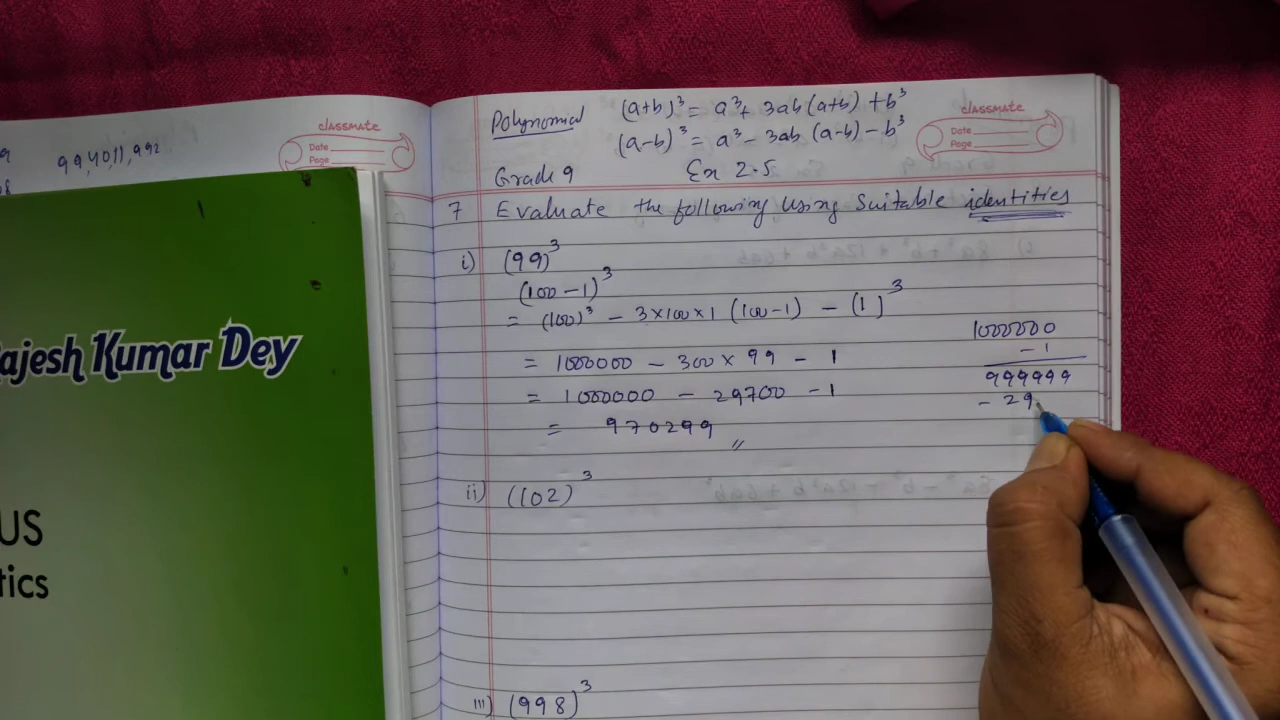 99,4011,992
classmate
Date
Page
ajesh Kumar Dey
US
tics
Polynomial (a+b)³ = a³ + 3ab (a+b) + b³
(a-b)³ = a³ - 3ab (a-b) - b³
classmate
Date
Page
Grade 9 Ex 2.5
7 Evaluate the following using suitable identities
i) (99)³
(100-1)³
= (100)³ - 3×100×1 (100-1) - (1)³
= 1000000 - 300 × 99 - 1
= 1000000 - 29700 - 1
= 970299 //
1000000
- 1
999999
- 29
ii) (102)³
iii) (998)³